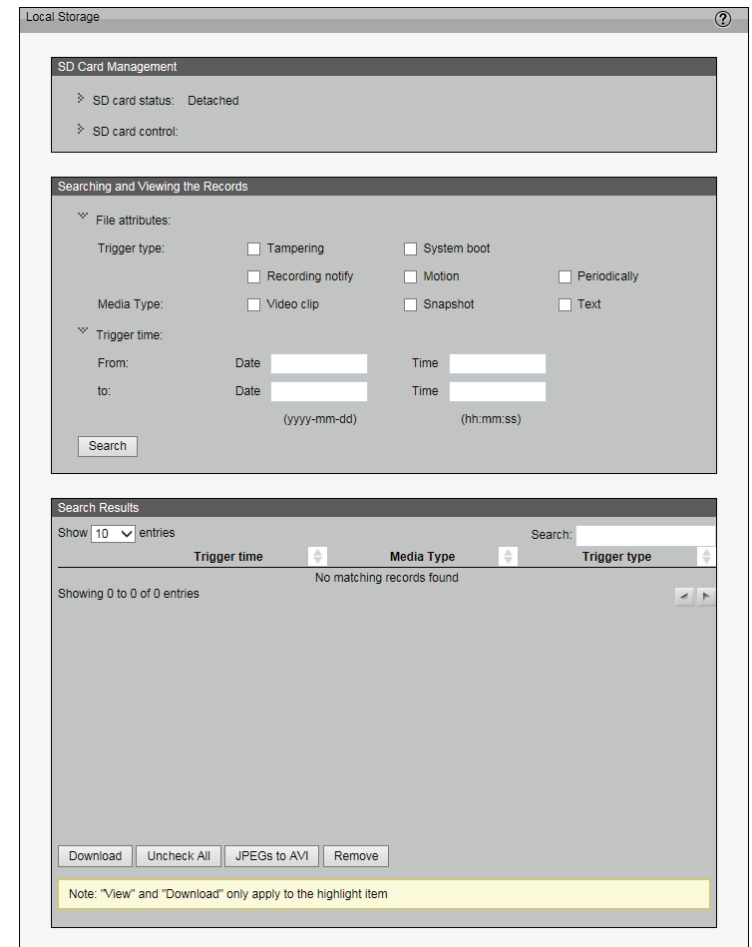 Local Storage ?
SD Card Management
SD card status: Detached
SD card control:
Searching and Viewing the Records
File attributes:
Trigger type: Tampering System boot
Recording notify Motion Periodically
Media Type: Video clip Snapshot Text
Trigger time:
From: Date Time
to: Date Time
(yyyy-mm-dd) (hh:mm:ss)
Search
Search Results
Show 10 entries Search:
Trigger time Media Type Trigger type
No matching records found
Showing 0 to 0 of 0 entries
Download Uncheck All JPEGs to AVI Remove
Note: "View" and "Download" only apply to the highlight item